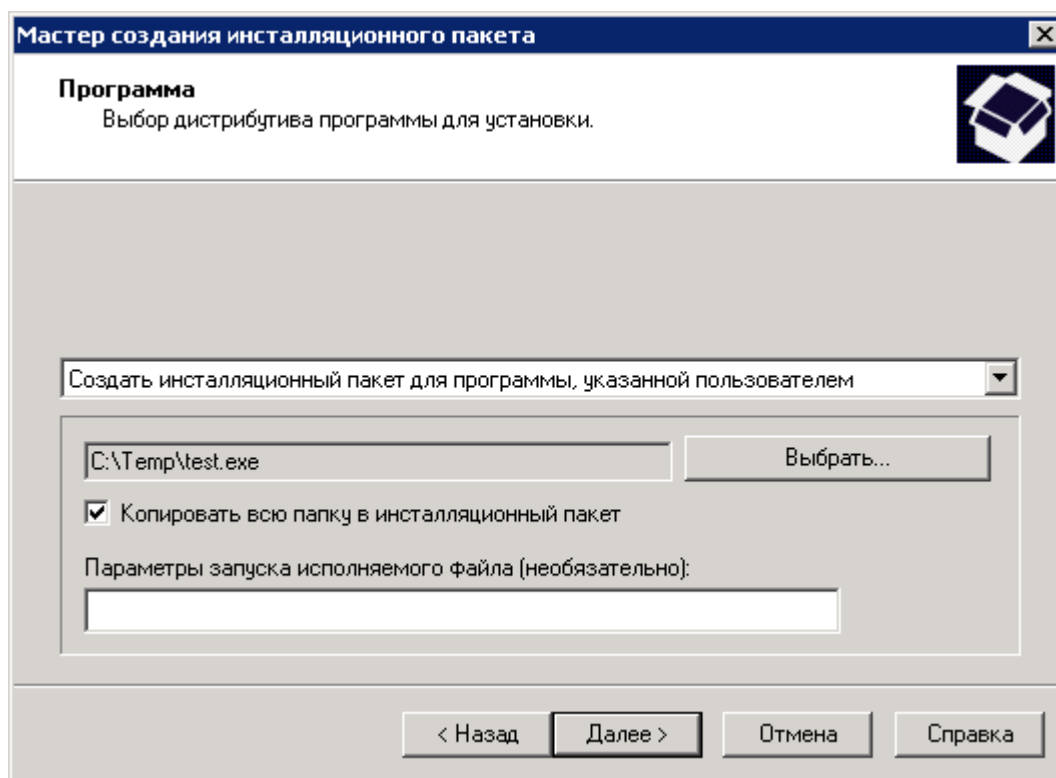 Мастер создания инсталляционного пакета
Программа
Выбор дистрибутива программы для установки.
Создать инсталляционный пакет для программы, указанной пользователем
C:\Temp\test.exe
Выбрать...
Копировать всю папку в инсталляционный пакет
Параметры запуска исполняемого файла (необязательно):
< Назад
Далее >
Отмена
Справка